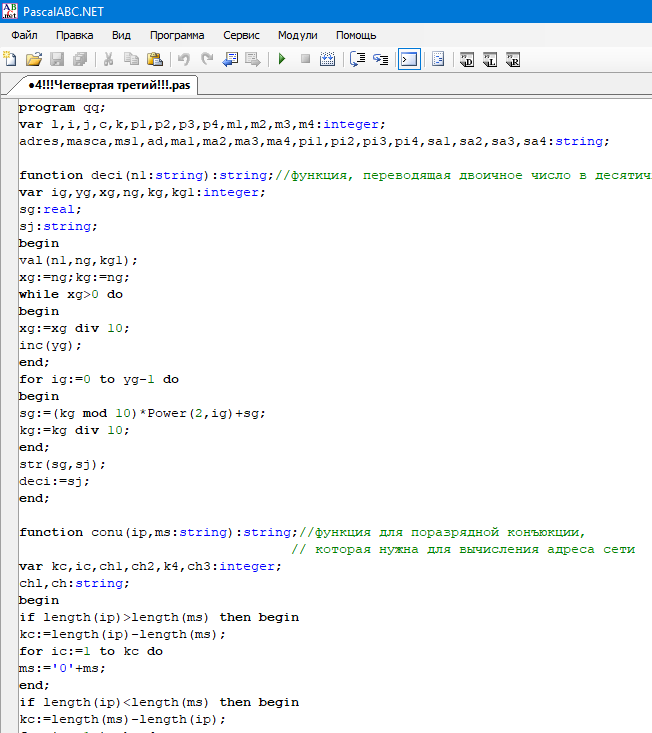 PascalABC.NET
Файл Правка Вид Программа Сервис Модули Помощь
●4!!!Четвертая третий!!!.pas
program qq;
var l,i,j,c,k,p1,p2,p3,p4,m1,m2,m3,m4:integer;
adres,masca,ms1,ad,ma1,ma2,ma3,ma4,pi1,pi2,pi3,pi4,sa1,sa2,sa3,sa4:string;
function deci(n1:string):string;//функция, переводящая двоичное число в десятичн
var ig,yg,xg,ng,kg,kg1:integer;
sg:real;
sj:string;
begin
val(n1,ng,kg1);
xg:=ng;kg:=ng;
while xg>0 do
begin
xg:=xg div 10;
inc(yg);
end;
for ig:=0 to yg-1 do
begin
sg:=(kg mod 10)*Power(2,ig)+sg;
kg:=kg div 10;
end;
str(sg,sj);
deci:=sj;
end;
function conu(ip,ms:string):string;//функция для поразрядной конъюкции,
// которая нужна для вычисления адреса сети
var kc,ic,ch1,ch2,k4,ch3:integer;
chl,ch:string;
begin
if length(ip)>length(ms) then begin
kc:=length(ip)-length(ms);
for ic:=1 to kc do
ms:='0'+ms;
end;
if length(ip)<length(ms) then begin
kc:=length(ms)-length(ip);